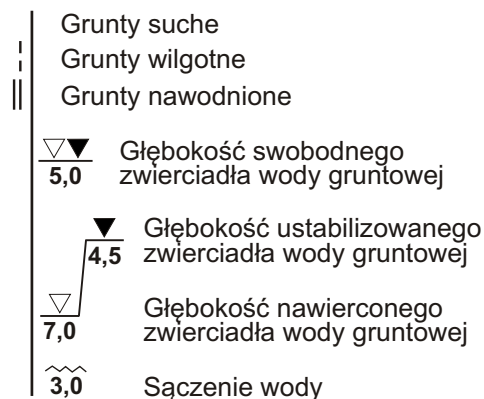 Grunty suche
Grunty wilgotne
Grunty nawodnione
Głębokość swobodnego
5,0 zwierciadła wody gruntowej
Głębokość ustabilizowanego
4,5 zwierciadła wody gruntowej
Głębokość nawierconego
7,0 zwierciadła wody gruntowej
3,0 Sączenie wody